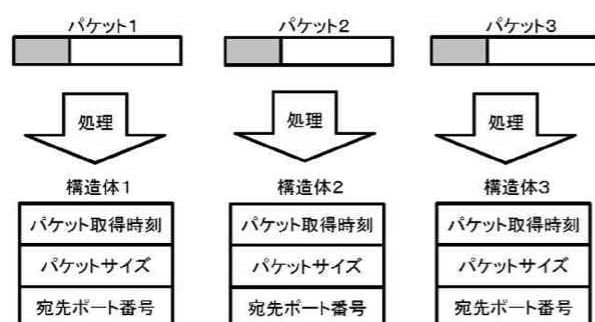 パケット1 パケット2 パケット3
処理 処理 処理
構造体1 構造体2 構造体3
パケット取得時刻 パケット取得時刻 パケット取得時刻
パケットサイズ パケットサイズ パケットサイズ
宛先ポート番号 宛先ポート番号 宛先ポート番号